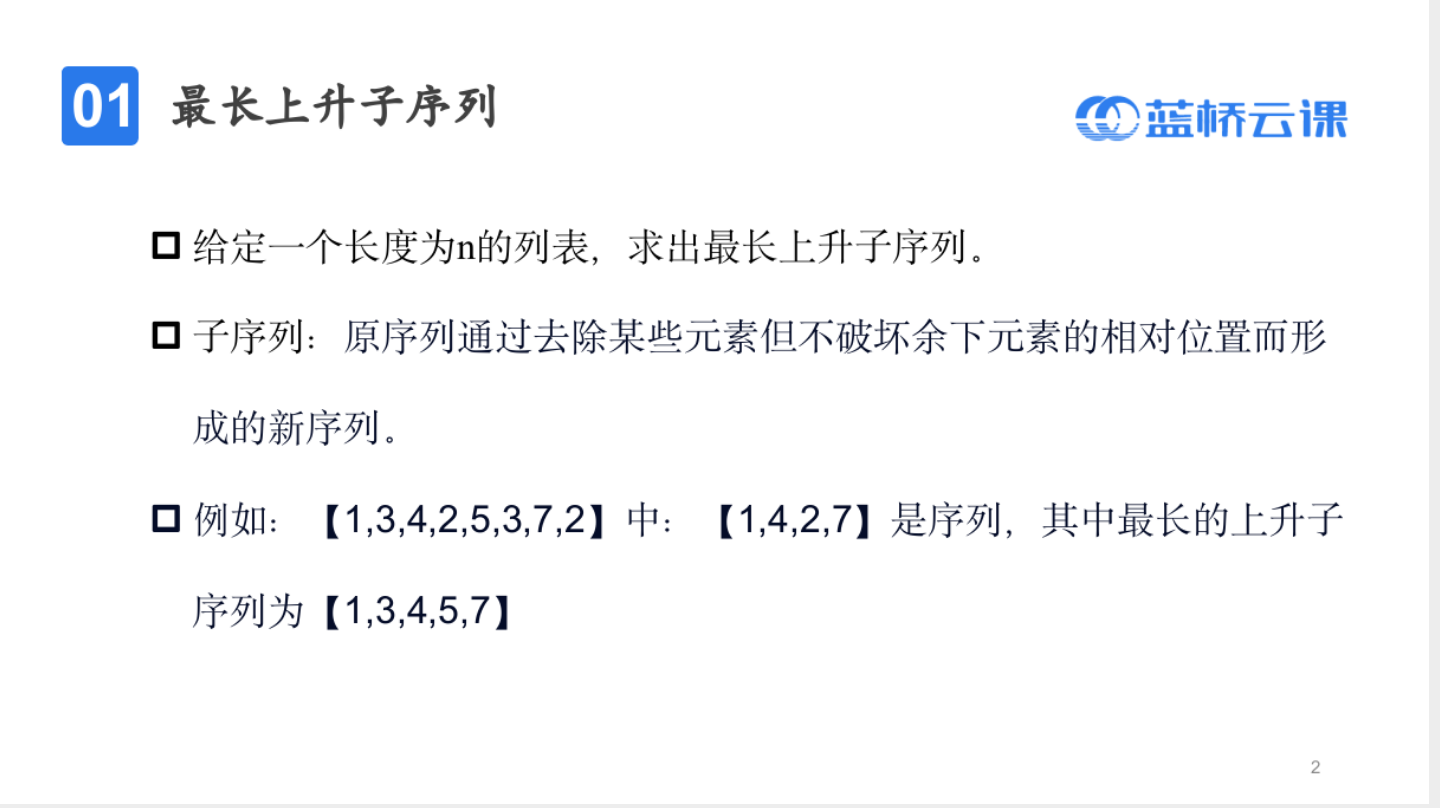 01 最长上升子序列
蓝桥云课
给定一个长度为n的列表，求出最长上升子序列。
子序列：原序列通过去除某些元素但不破坏余下元素的相对位置而形
成的新序列。
例如：【1,3,4,2,5,3,7,2】中：【1,4,2,7】是序列，其中最长的上升子
序列为【1,3,4,5,7】
2